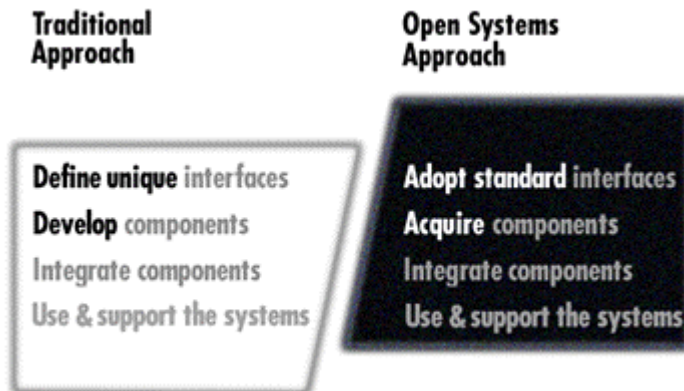 Traditional
Approach
Define unique interfaces
Develop components
Integrate components
Use & support the systems
Open Systems
Approach
Adopt standard interfaces
Acquire components
Integrate components
Use & support the systems